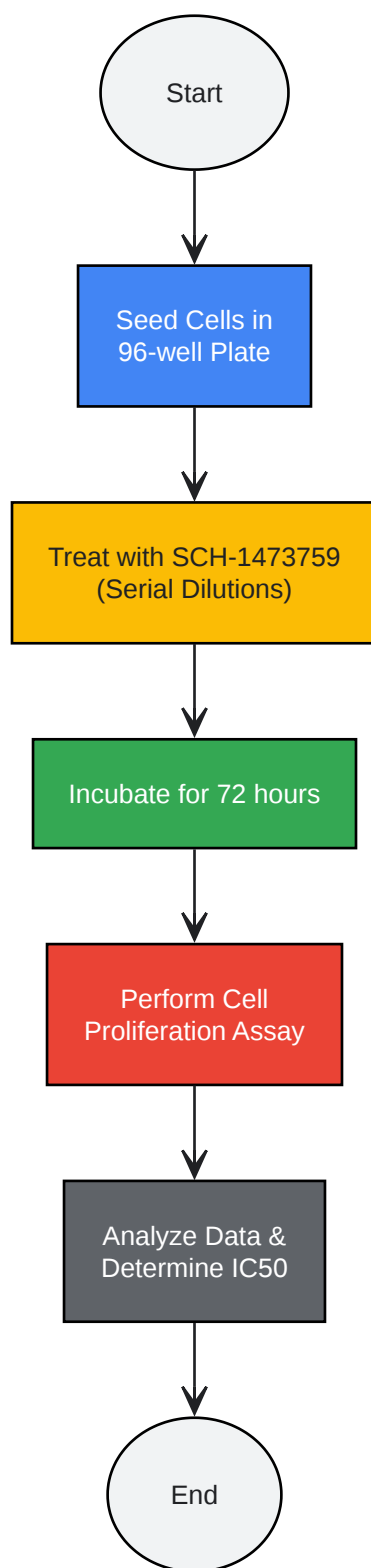 Start
Seed Cells in
96-well Plate
Treat with SCH-1473759
(Serial Dilutions)
Incubate for 72 hours
Perform Cell
Proliferation Assay
Analyze Data &
Determine IC50
End